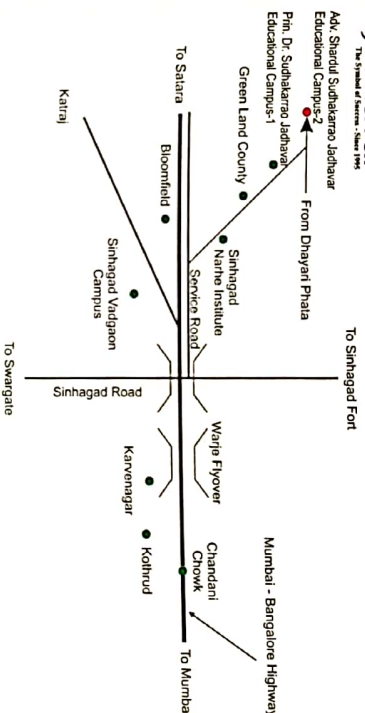 The Symbol of Success - Since 1995
Adv. Shardul Sudhakarrao Jadhavar
Educational Campus-2
Prin. Dr. Sudhakarrao Jadhavar
Educational Campus-1
From Dhayari Phata
Green Land County
Sinhagad
Narhe Institute
To Satara
Service Road
Bloomfield
Katraj
Sinhagad Vadgaon
Campus
To Sinhagad Fort
Sinhagad Road
To Swargate
Warje Flyover
Karvenagar
Kothrud
Chandani
Chowk
Mumbai - Bangalore Highway
To Mumbai